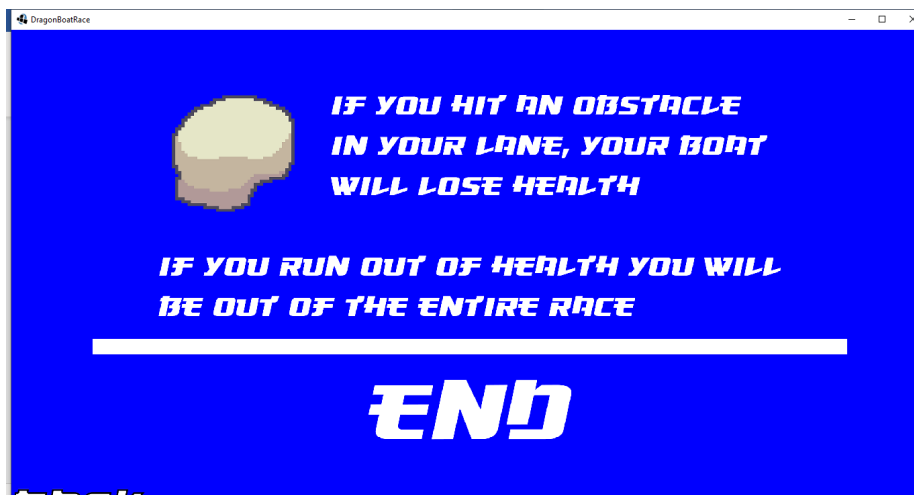 DragonBoatRace
IF YOU HIT AN OBSTACLE
IN YOUR LANE, YOUR BOAT
WILL LOSE HEALTH
IF YOU RUN OUT OF HEALTH YOU WILL
BE OUT OF THE ENTIRE RACE
END